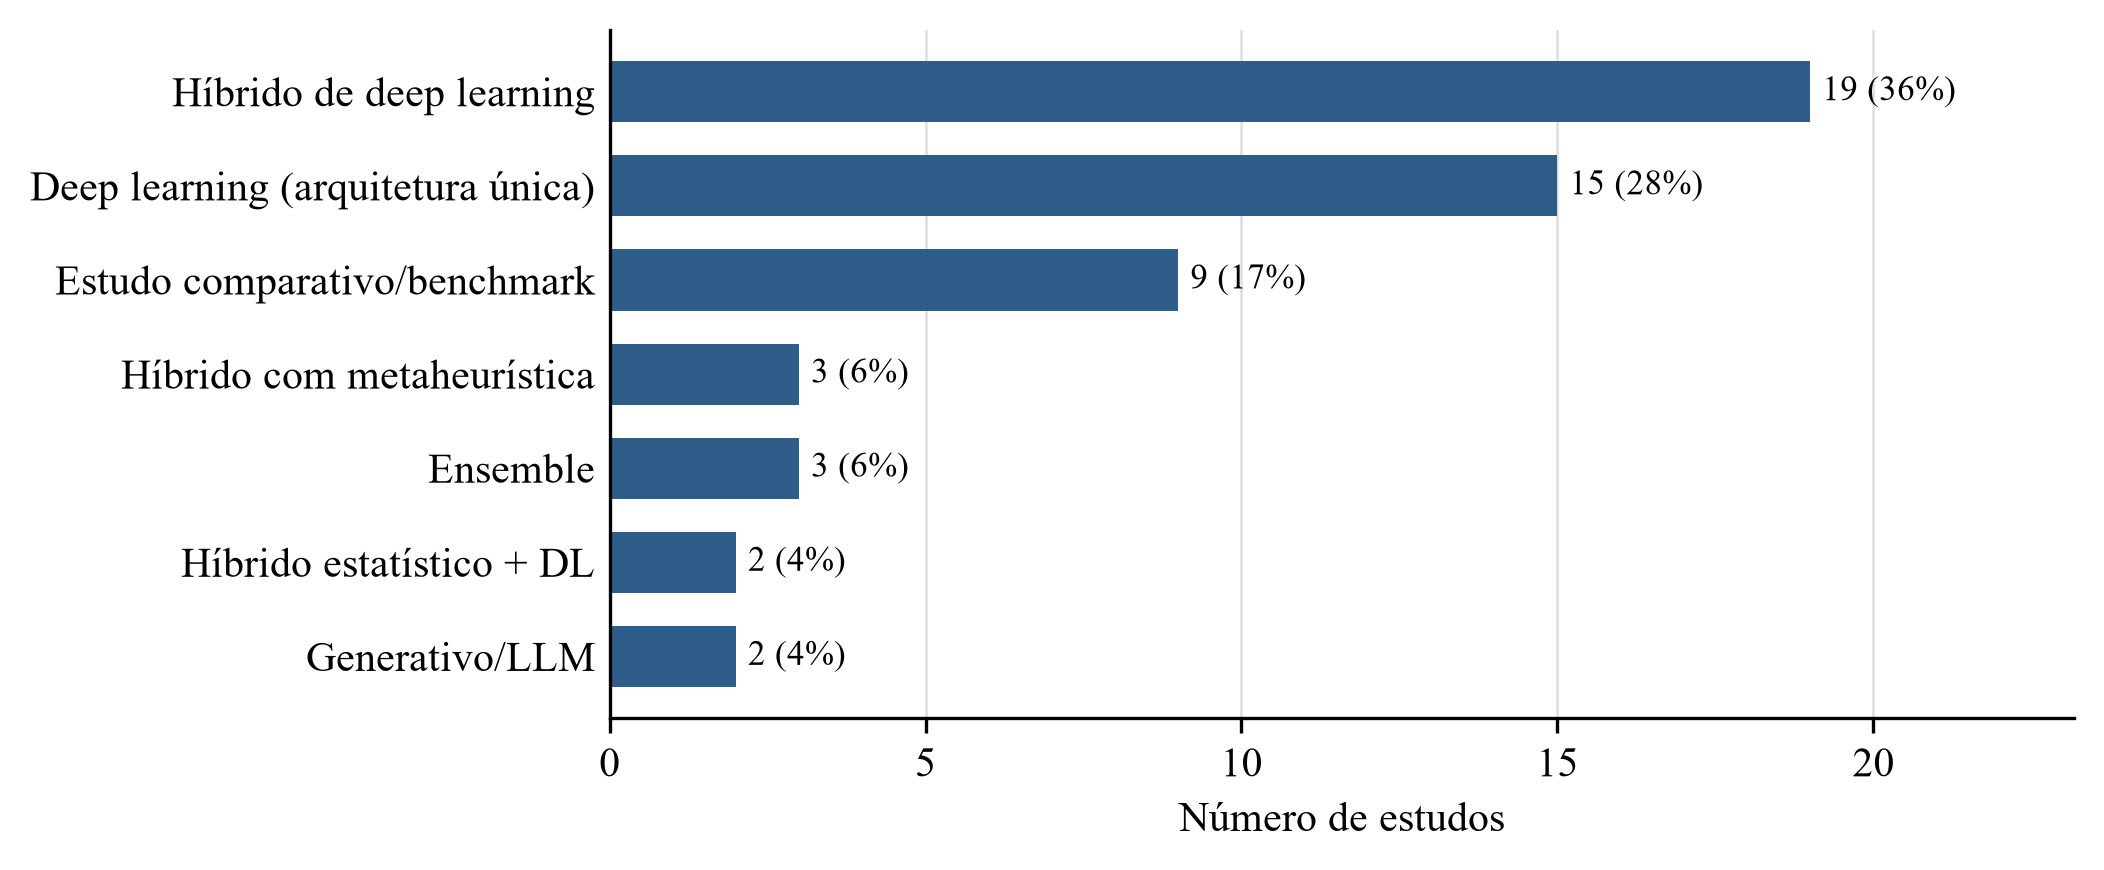 Híbrido de deep learning 19 (36%)
Deep learning (arquitetura única) 15 (28%)
Estudo comparativo/benchmark 9 (17%)
Híbrido com metaheurística 3 (6%)
Ensemble 3 (6%)
Híbrido estatístico + DL 2 (4%)
Generativo/LLM 2 (4%)
0 5 10 15 20
Número de estudos